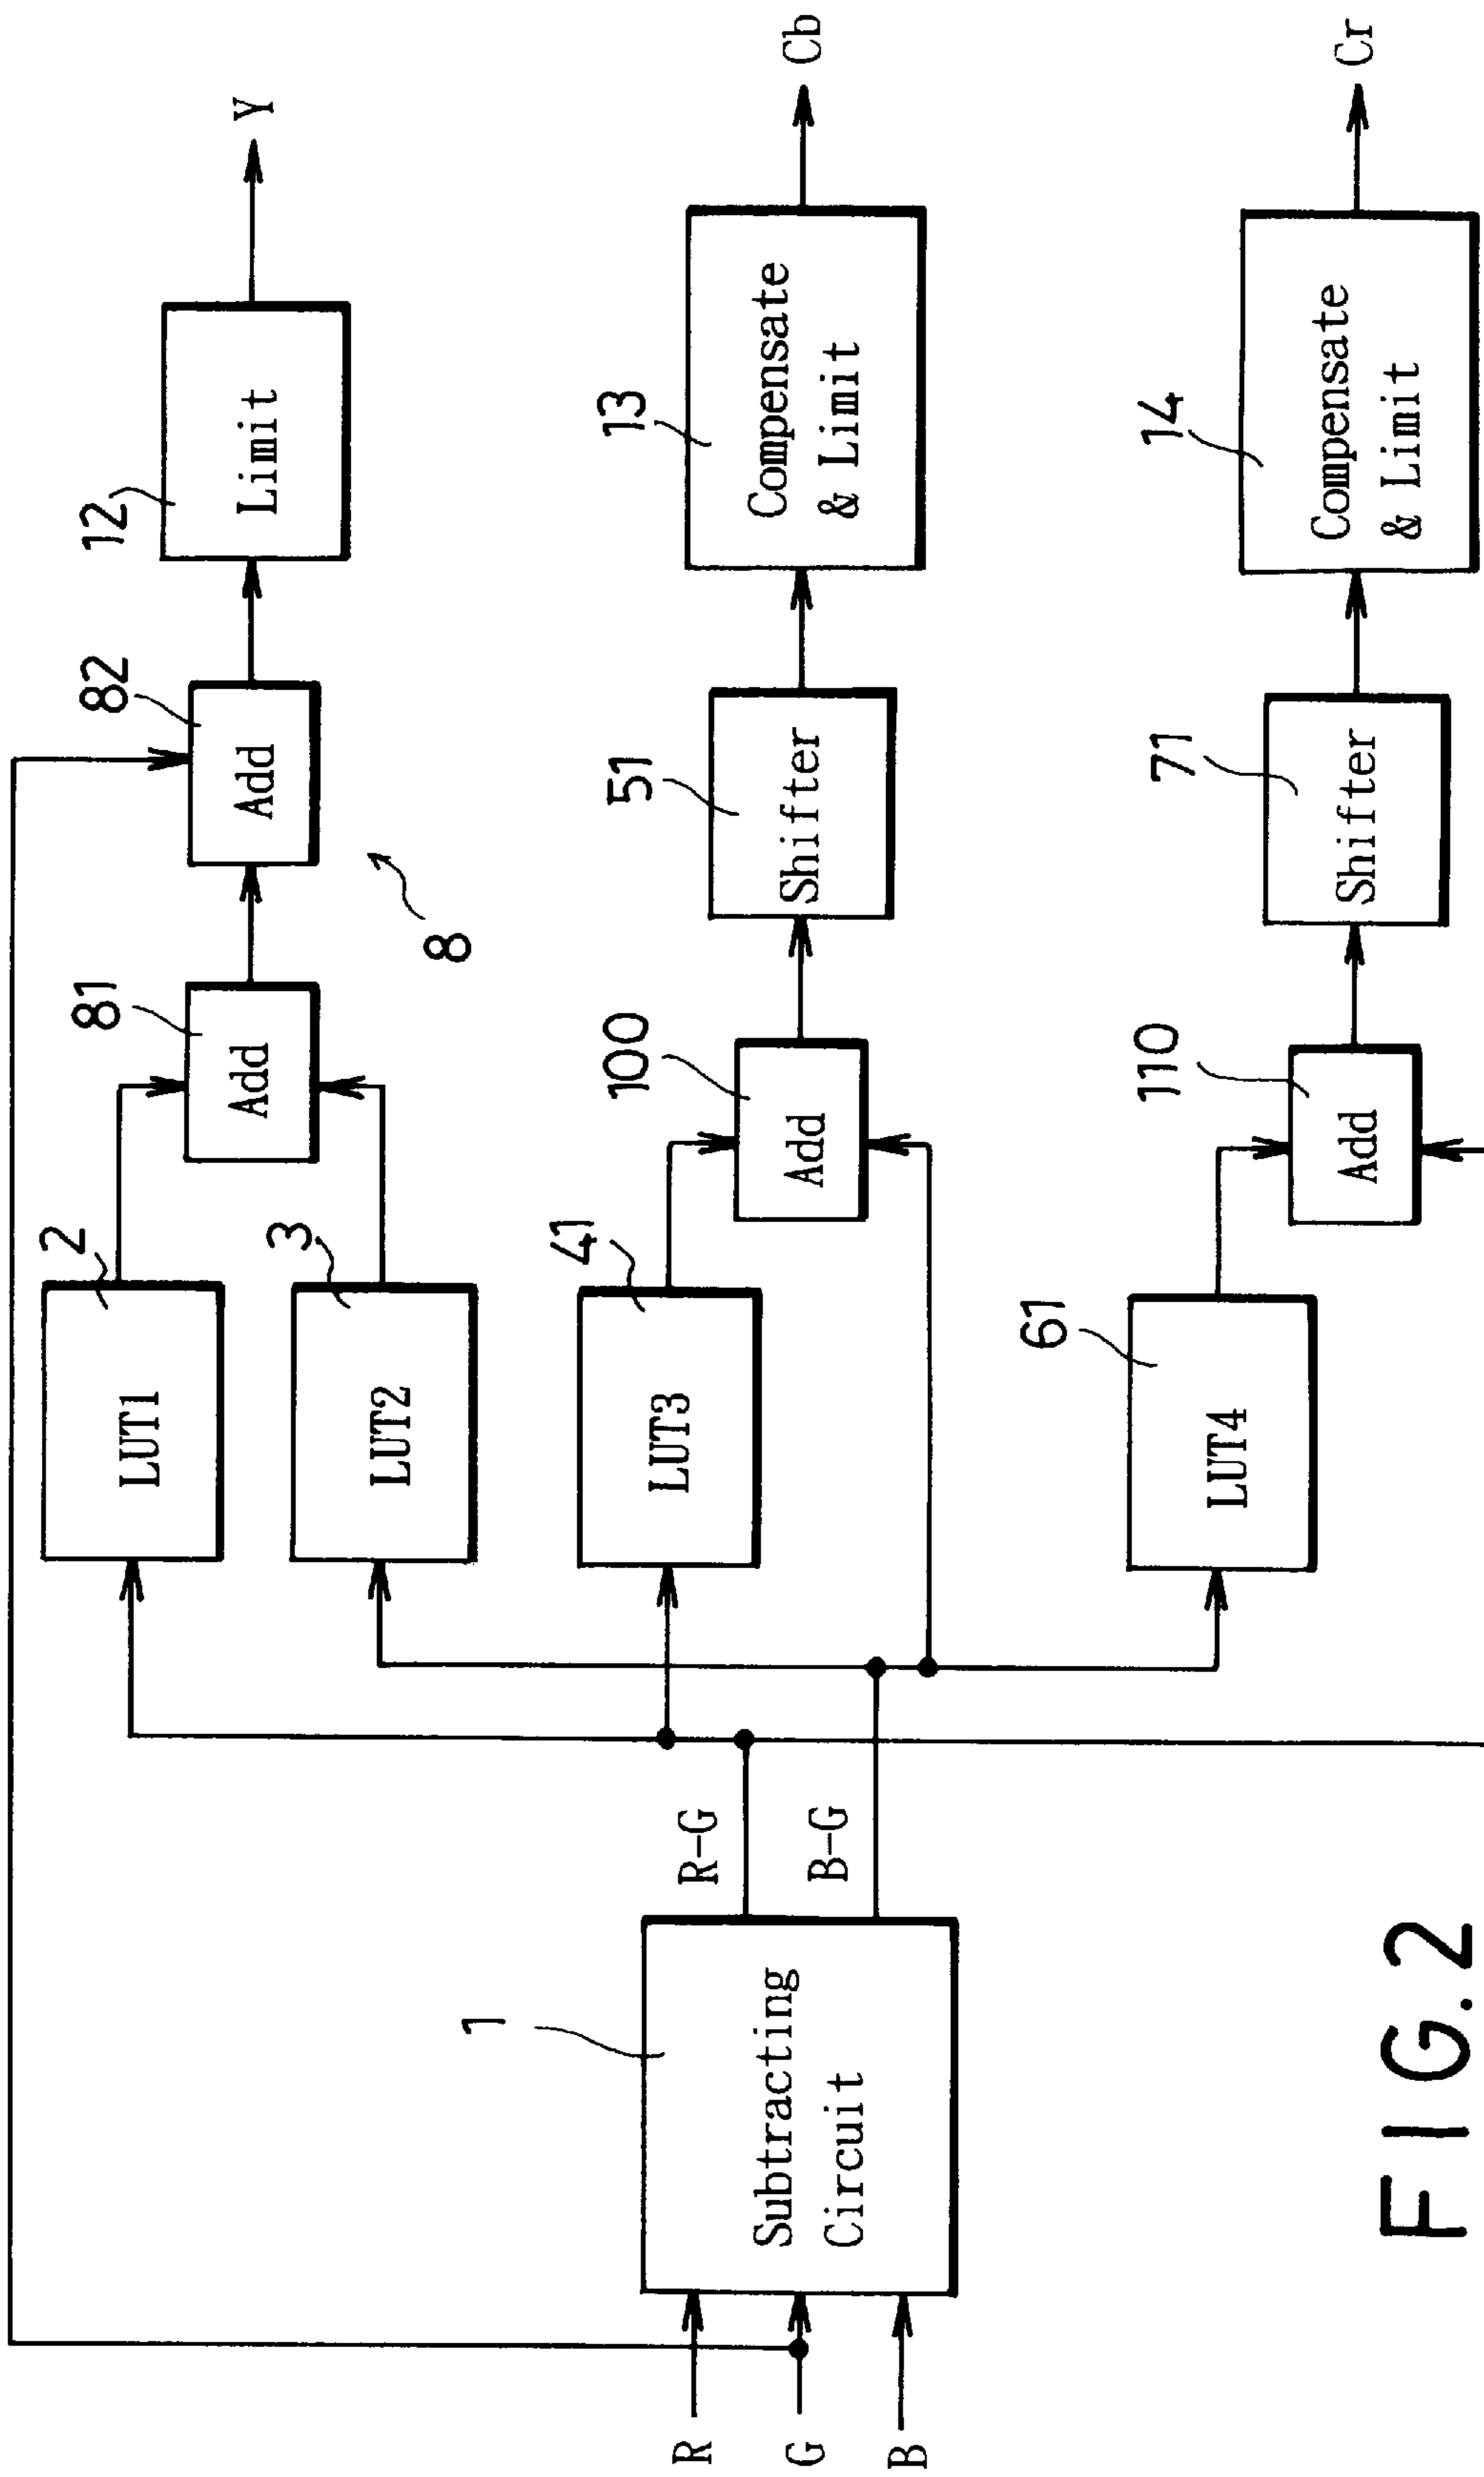 R
G
B
1
Subtracting
Circuit
R-G
B-G
2
LUT1
3
LUT2
41
LUT3
61
LUT4
81
Add
82
Add
8
12
Limit
Y
100
Add
51
Shifter
13
Compensate
& Limit
Cb
110
Add
71
Shifter
14
Compensate
& Limit
Cr
FIG.2